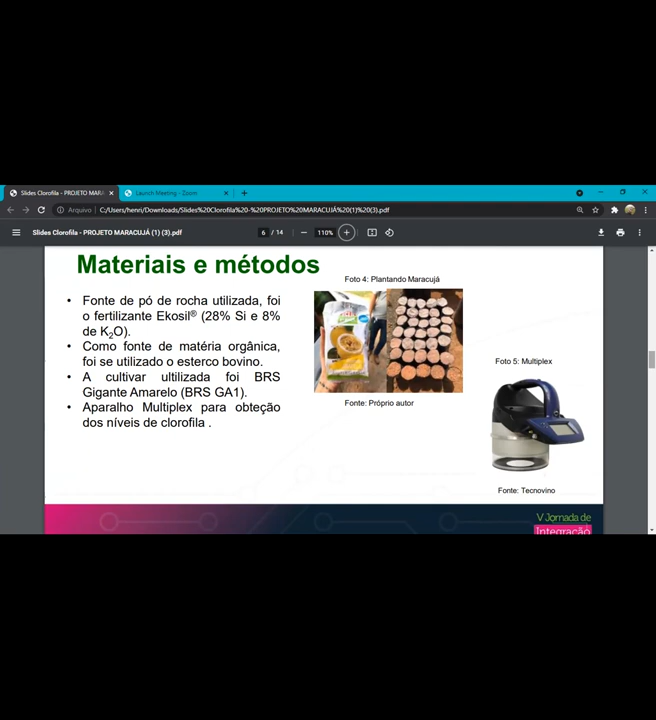 Slides Clorofila - PROJETO MAR
Launch Meeting - Zoom
Arquivo
C:/Users/henri/Downloads/Slides%20Clorofila%20-%20PROJETO%20MARACUJÁ%20(1)%20(3).pdf
Slides Clorofila - PROJETO MARACUJÁ (1) (3).pdf
6 / 14
110%
Materiais e métodos
• Fonte de pó de rocha utilizada, foi
o fertilizante Ekosil® (28% Si e 8%
de K2O).
• Como fonte de matéria orgânica,
foi se utilizado o esterco bovino.
• A cultivar ultilizada foi BRS
Gigante Amarelo (BRS GA1).
• Aparalho Multiplex para obteção
dos níveis de clorofila .
Foto 4: Plantando Maracujá
Fonte: Próprio autor
Foto 5: Multiplex
Fonte: Tecnovino
V Jornada de
Integração